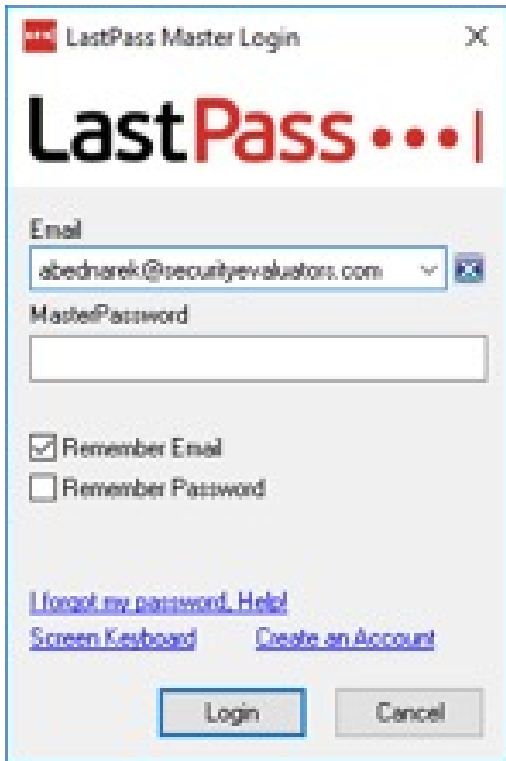 LastPass Master Login
LastPass
Email
abednarek@securityevaluators.com
MasterPassword
Remember Email
Remember Password
I forgot my password, Help!
Screen Keyboard Create an Account
Login Cancel